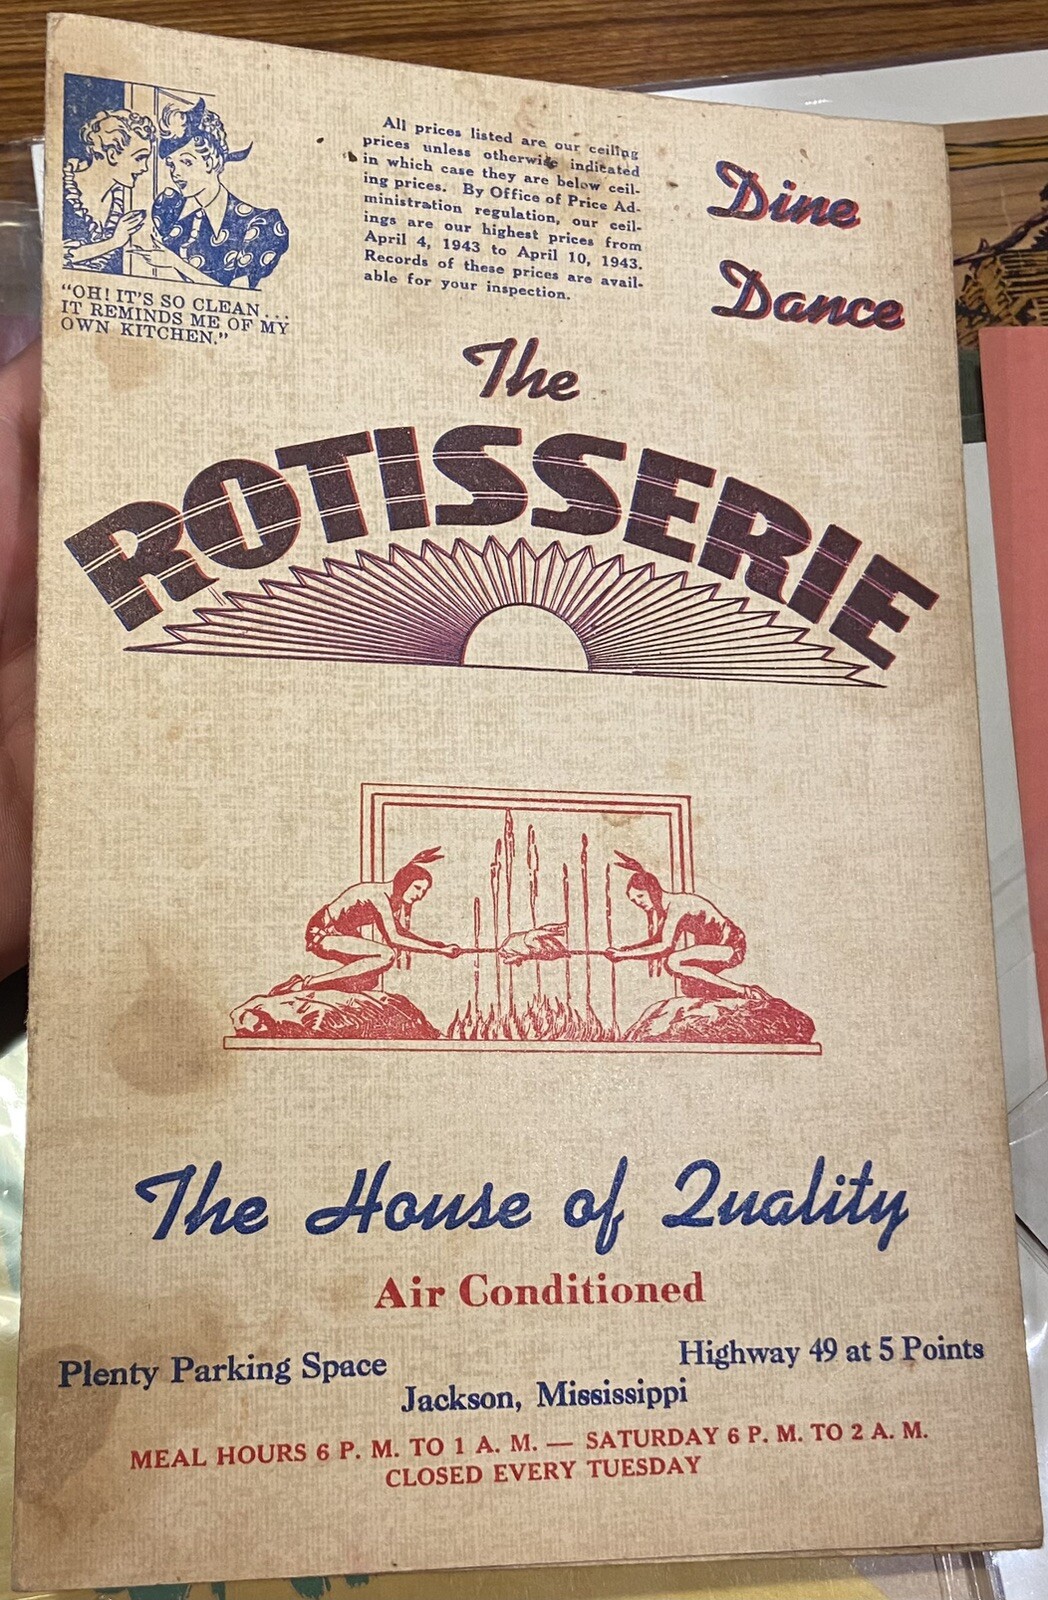 "OH! IT'S SO CLEAN...
IT REMINDS ME OF MY
OWN KITCHEN."
All prices listed are our ceiling
prices unless otherwise indicated
in which case they are below ceil-
ing prices. By Office of Price Ad-
ministration regulation, our ceil-
ings are our highest prices from
April 4, 1943 to April 10, 1943.
Records of these prices are avail-
able for your inspection.
Dine
Dance
The
ROTISSERIE
The House of Quality
Air Conditioned
Plenty Parking Space
Highway 49 at 5 Points
Jackson, Mississippi
MEAL HOURS 6 P. M. TO 1 A. M. — SATURDAY 6 P. M. TO 2 A. M.
CLOSED EVERY TUESDAY